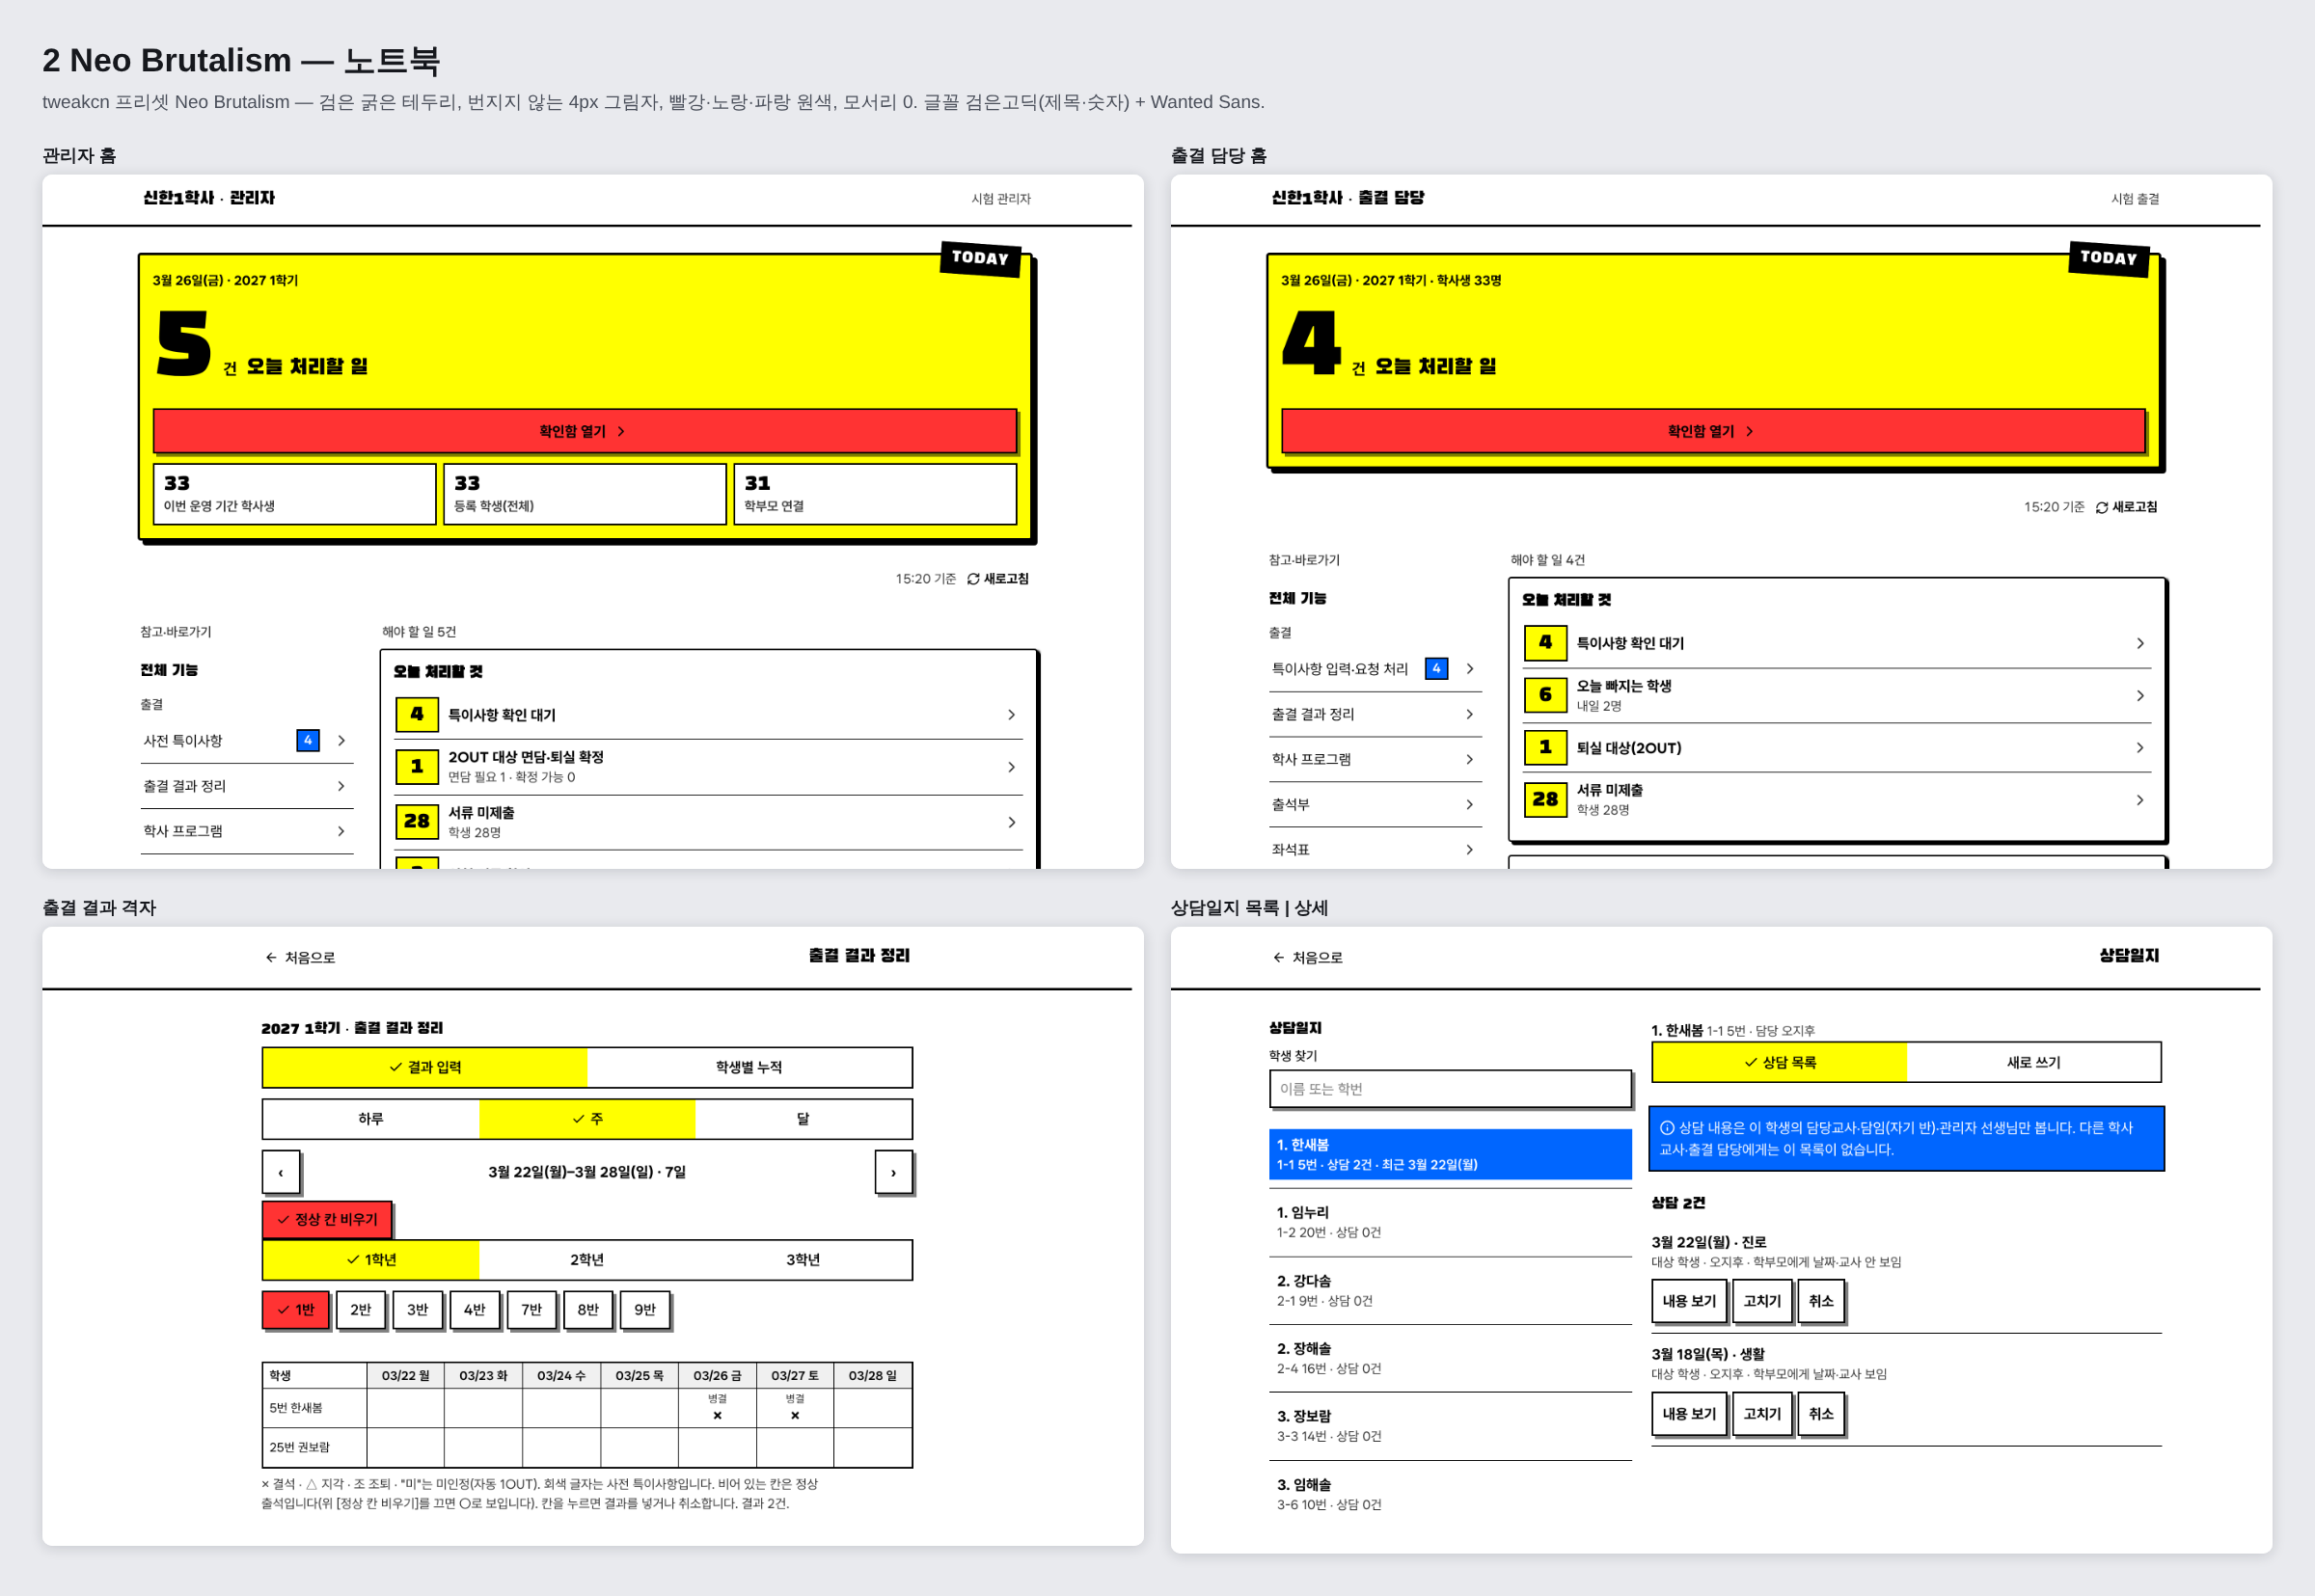 2 Neo Brutalism — 노트북
tweakcn 프리셋 Neo Brutalism — 검은 굵은 테두리, 번지지 않는 4px 그림자, 빨강·노랑·파랑 원색, 모서리 0. 글꼴 검은고딕(제목·숫자) + Wanted Sans.
관리자 홈
신한1학사 · 관리자
시험 관리자
TODAY
3월 26일(금) · 2027 1학기
5 건 오늘 처리할 일
확인함 열기
33
이번 운영 기간 학사생
33
등록 학생(전체)
31
학부모 연결
15:20 기준 새로고침
참고·바로가기
전체 기능
출결
사전 특이사항 4
출결 결과 정리
학사 프로그램
해야 할 일 5건
오늘 처리할 것
4 특이사항 확인 대기
1 2OUT 대상 면담·퇴실 확정
면담 필요 1 · 확정 가능 0
28 서류 미제출
학생 28명
출결 담당 홈
신한1학사 · 출결 담당
시험 출결
TODAY
3월 26일(금) · 2027 1학기 · 학사생 33명
4 건 오늘 처리할 일
확인함 열기
15:20 기준 새로고침
참고·바로가기
전체 기능
출결
특이사항 입력·요청 처리 4
출결 결과 정리
학사 프로그램
출석부
좌석표
해야 할 일 4건
오늘 처리할 것
4 특이사항 확인 대기
6 오늘 빠지는 학생
내일 2명
1 퇴실 대상(2OUT)
28 서류 미제출
학생 28명
출결 결과 격자
← 처음으로
출결 결과 정리
2027 1학기 · 출결 결과 정리
✓ 결과 입력 학생별 누적
하루 ✓ 주 달
‹ 3월 22일(월)–3월 28일(일) · 7일 ›
✓ 정상 칸 비우기
✓ 1학년 2학년 3학년
✓ 1반 2반 3반 4반 7반 8반 9반
학생 03/22 월 03/23 화 03/24 수 03/25 목 03/26 금 03/27 토 03/28 일
5번 한새봄 병결 × 병결 ×
25번 권보람
× 결석 · △ 지각 · 조 조퇴 · "미"는 미인정(자동 1OUT). 회색 글자는 사전 특이사항입니다. 비어 있는 칸은 정상
출석입니다(위 [정상 칸 비우기]를 끄면 ○로 보입니다). 칸을 누르면 결과를 넣거나 취소합니다. 결과 2건.
상담일지 목록 | 상세
← 처음으로
상담일지
상담일지
학생 찾기
이름 또는 학번
1. 한새봄
1-1 5번 · 상담 2건 · 최근 3월 22일(월)
1. 임누리
1-2 20번 · 상담 0건
2. 강다솜
2-1 9번 · 상담 0건
2. 장해솔
2-4 16번 · 상담 0건
3. 장보람
3-3 14번 · 상담 0건
3. 임해솔
3-6 10번 · 상담 0건
1. 한새봄 1-1 5번 · 담당 오지후
✓ 상담 목록 새로 쓰기
상담 내용은 이 학생의 담당교사·담임(자기 반)·관리자 선생님만 봅니다. 다른 학사
교사·출결 담당에게는 이 목록이 없습니다.
상담 2건
3월 22일(월) · 진로
대상 학생 · 오지후 · 학부모에게 날짜·교사 안 보임
내용 보기 고치기 취소
3월 18일(목) · 생활
대상 학생 · 오지후 · 학부모에게 날짜·교사 보임
내용 보기 고치기 취소